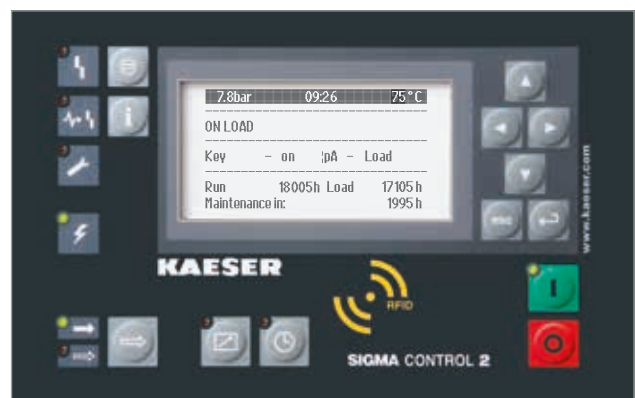 7.8bar 09:26 75°C
ON LOAD
Key - on ¦pA - Load
Run 18005h Load 17105h
Maintenance in: 1995h
esc
www.kaeser.com
KAESER
RFID
I
O
SIGMA CONTROL 2